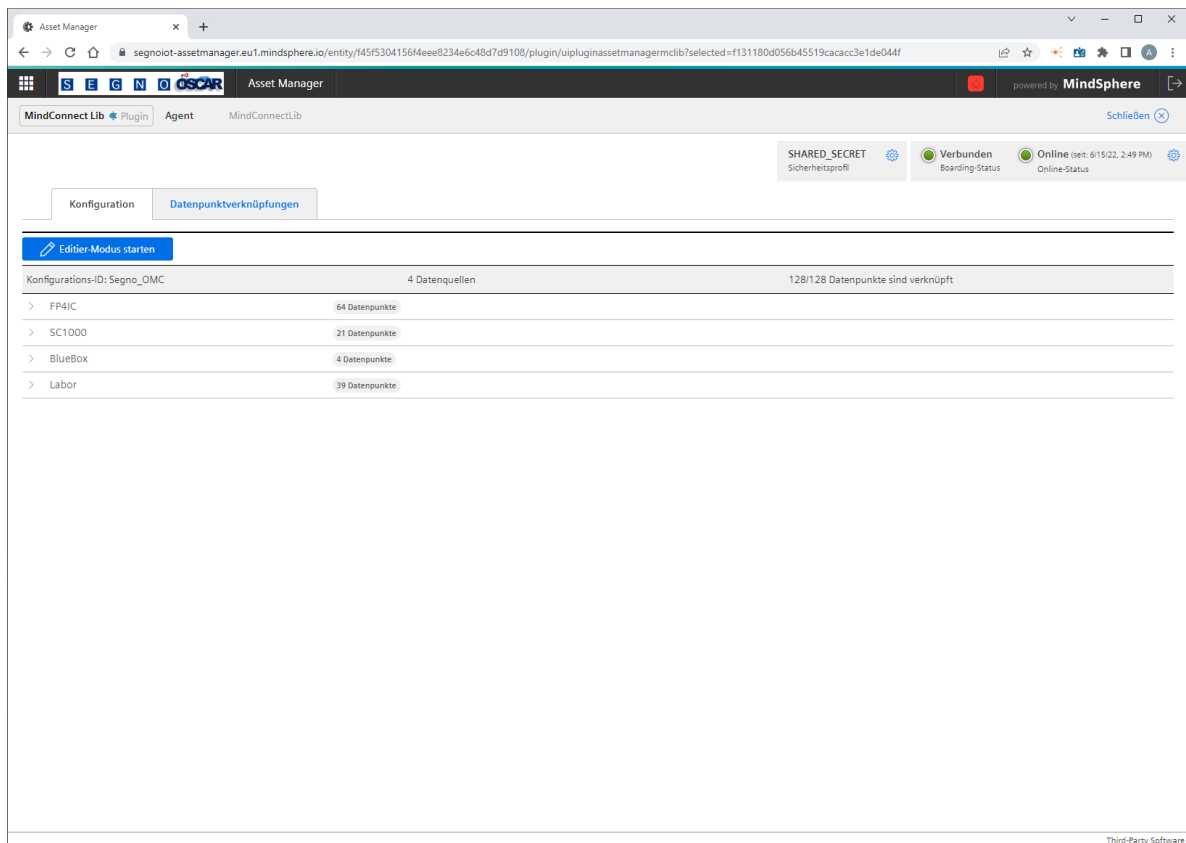 Asset Manager
segnoiot-assetmanager.eu1.mindsphere.io/entity/f45f5304156f4eee8234e6c48d7d9108/plugin/uipluginassetmanagermclib?selected=f131180d056b45519cacacc3e1de044f
A
S E G N O OSCAR Asset Manager powered by MindSphere
MindConnect Lib Plugin Agent MindConnectLib Schließen
SHARED_SECRET Verbunden Online (seit: 6/15/22, 2:49 PM)
Sicherheitsprofil Boarding-Status Online-Status
Konfiguration Datenpunktverknüpfungen
Editier-Modus starten
Konfigurations-ID: Segno_OMC 4 Datenquellen 128/128 Datenpunkte sind verknüpft
FP4IC 64 Datenpunkte
SC1000 21 Datenpunkte
BlueBox 4 Datenpunkte
Labor 39 Datenpunkte
Third-Party Software